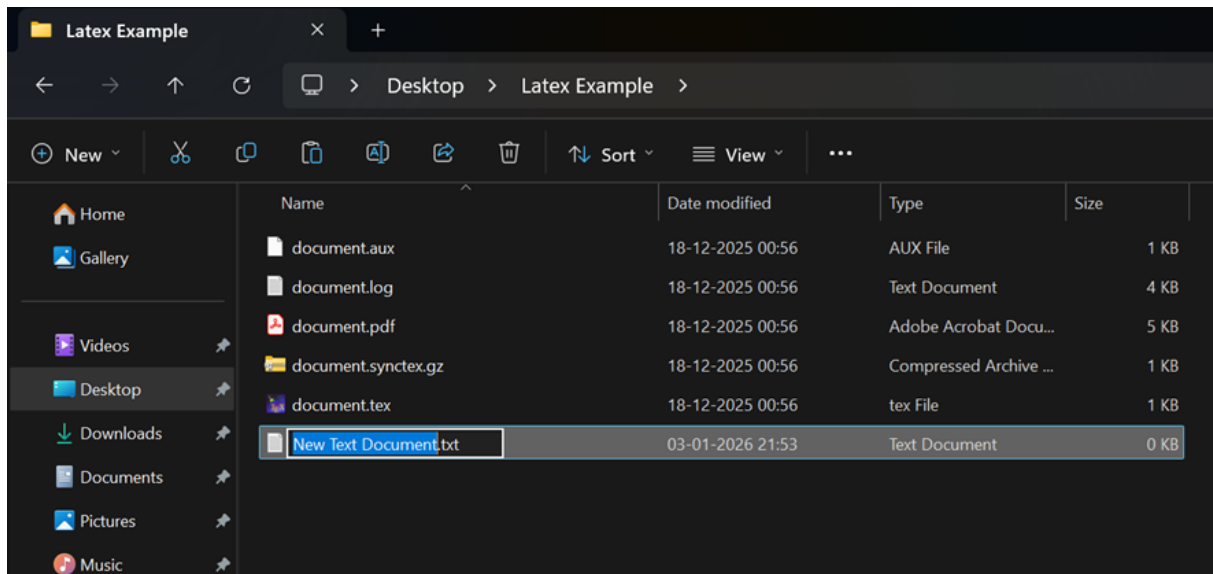 Latex Example
Desktop > Latex Example >
New Sort View ...
Name Date modified Type Size
Home
Gallery
document.aux 18-12-2025 00:56 AUX File 1 KB
document.log 18-12-2025 00:56 Text Document 4 KB
document.pdf 18-12-2025 00:56 Adobe Acrobat Docu... 5 KB
Videos
document.synctex.gz 18-12-2025 00:56 Compressed Archive ... 1 KB
Desktop
document.tex 18-12-2025 00:56 tex File 1 KB
Downloads
New Text Document.txt 03-01-2026 21:53 Text Document 0 KB
Documents
Pictures
Music